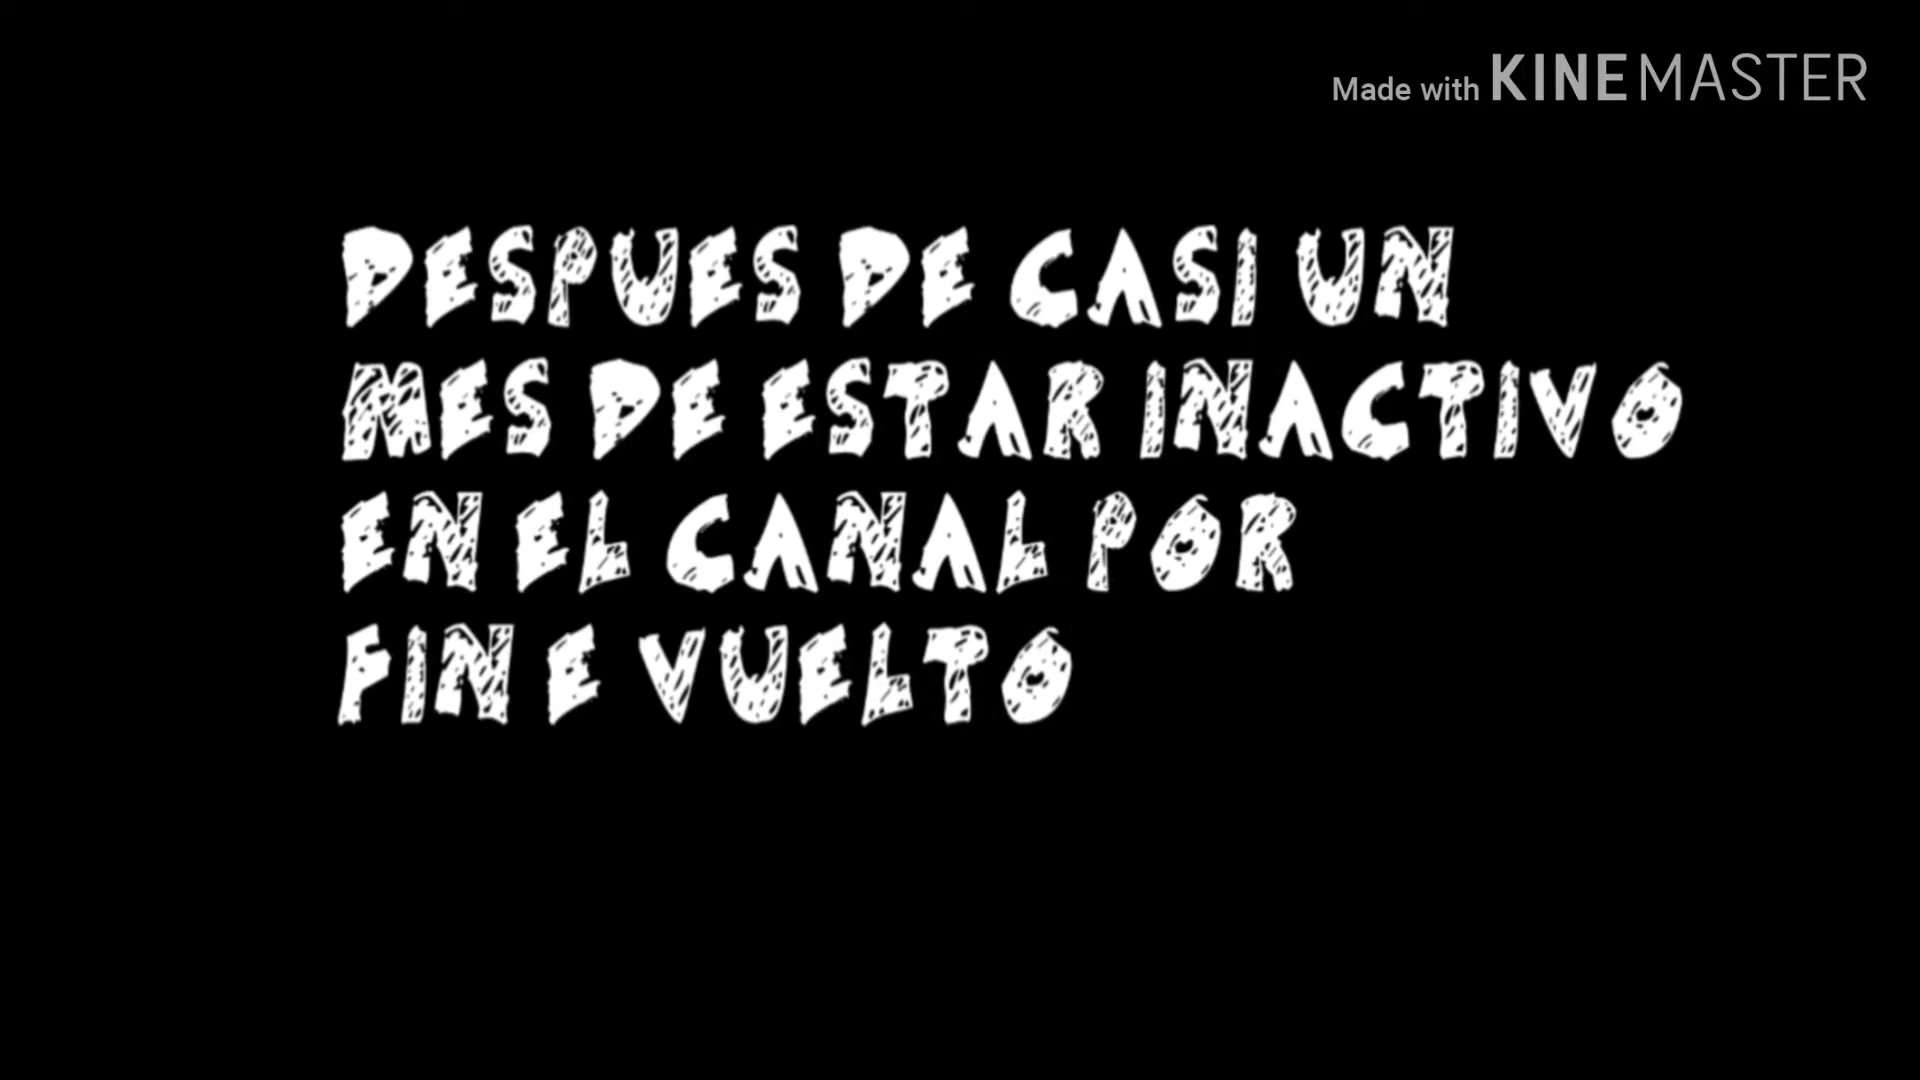 Made with KINEMASTER
DESPUES DE CASI UN
MES DE ESTAR INACTIVO
EN EL CANAL POR
FIN E VUELTO